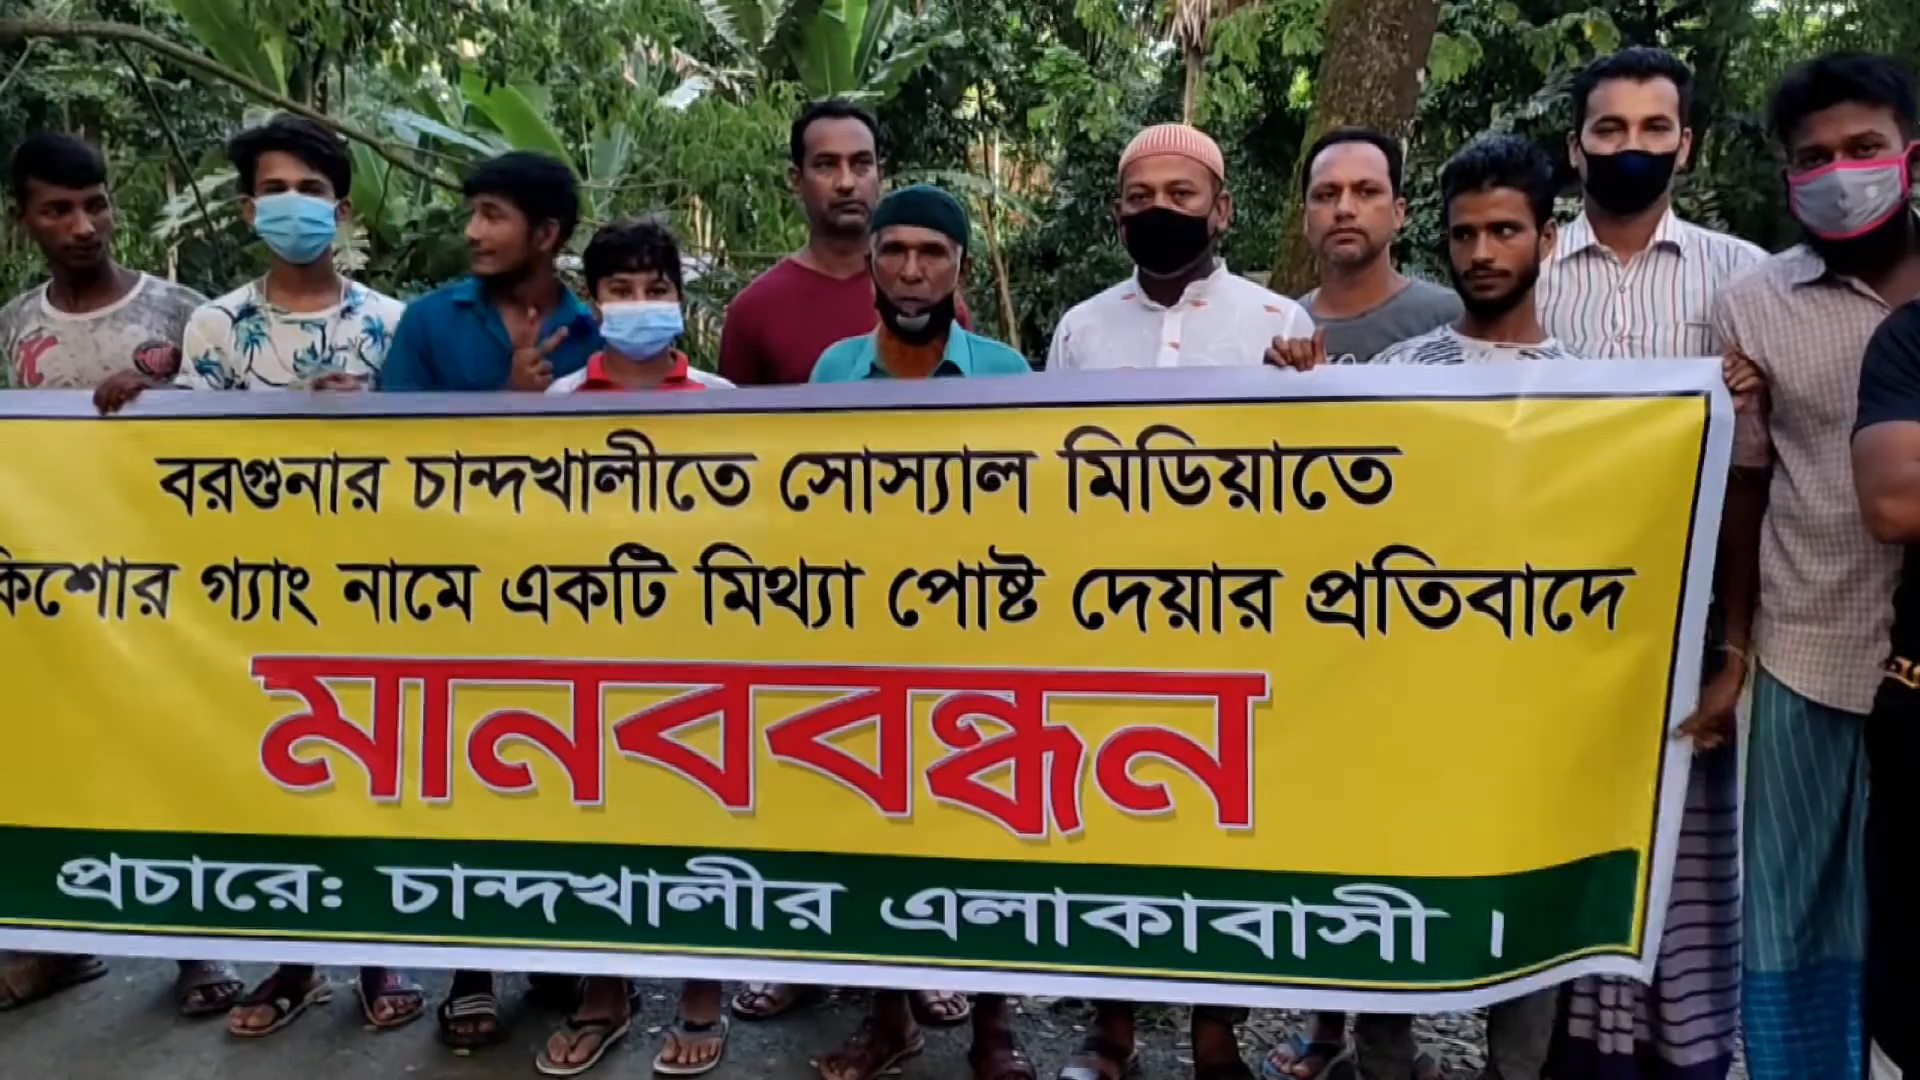 বরগুনার চান্দখালীতে সোস্যাল মিডিয়াতে
কিশোর গ্যাং নামে একটি মিথ্যা পোষ্ট দেয়ার প্রতিবাদে
মানববন্ধন
প্রচারে: চান্দখালীর এলাকাবাসী ।